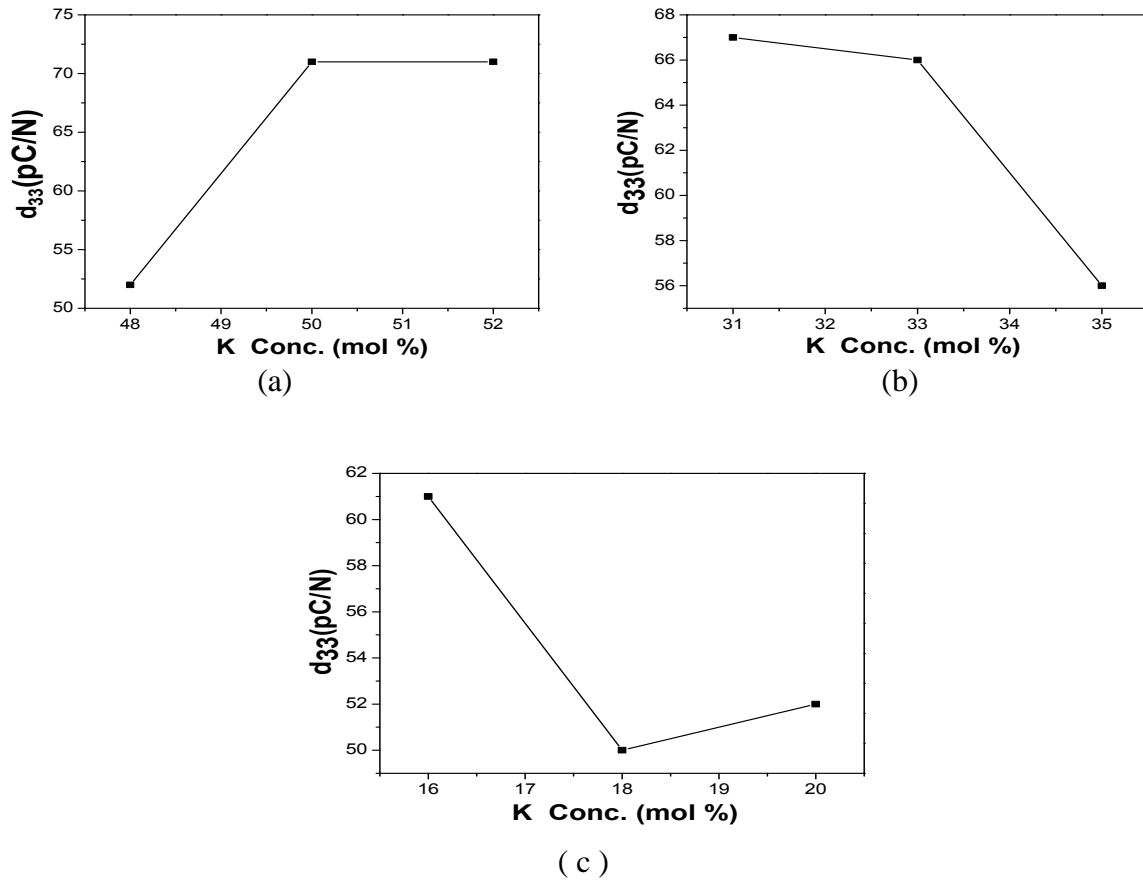 75
70
65
60
55
50
d33(pC/N)
48 49 50 51 52
K Conc. (mol %)
(a)
68
66
64
62
60
58
56
d33(pC/N)
31 32 33 34 35
K Conc. (mol %)
(b)
62
60
58
56
54
52
50
d33(pC/N)
16 17 18 19 20
K Conc. (mol %)
( c )